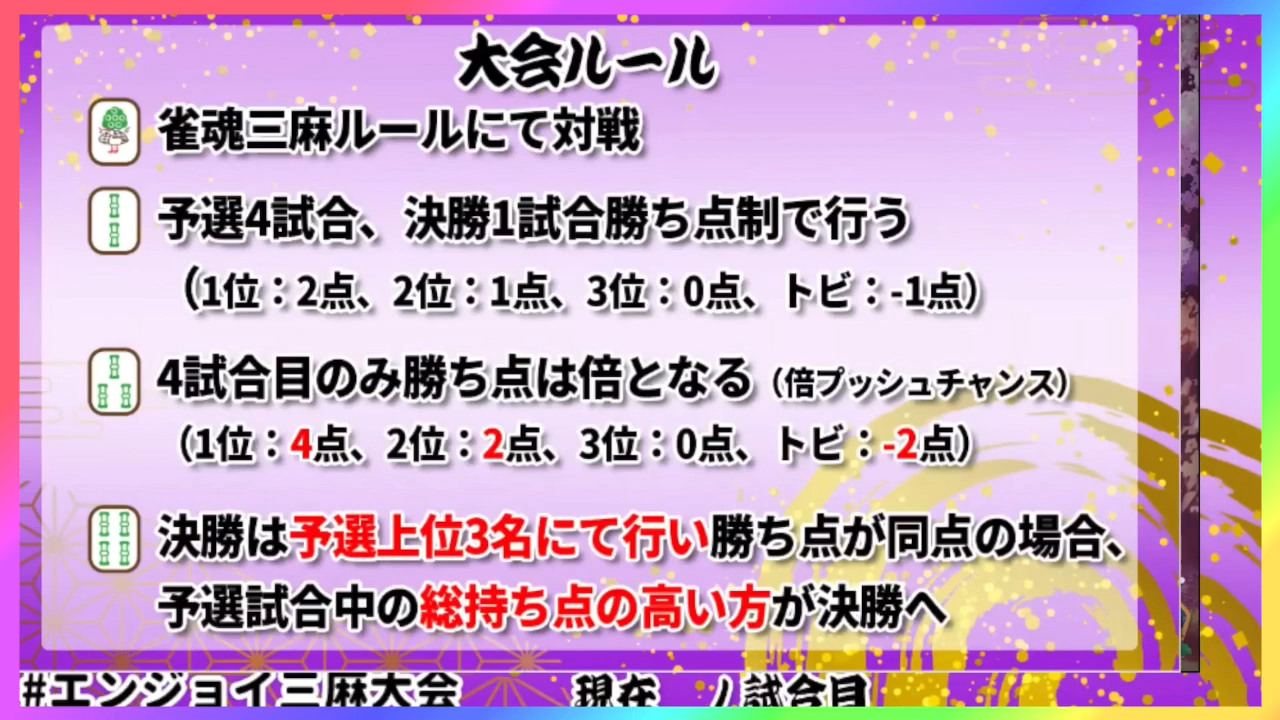 大会ルール
雀魂三麻ルールにて対戦
予選4試合、決勝1試合勝ち点制で行う
（1位：2点、2位：1点、3位：0点、トビ：-1点）
4試合目のみ勝ち点は倍となる（倍プッシュチャンス）
（1位：4点、2位：2点、3位：0点、トビ：-2点）
決勝は予選上位3名にて行い勝ち点が同点の場合、
予選試合中の総持ち点の高い方が決勝へ
#エンジョイ三麻大会 現在 1試合目